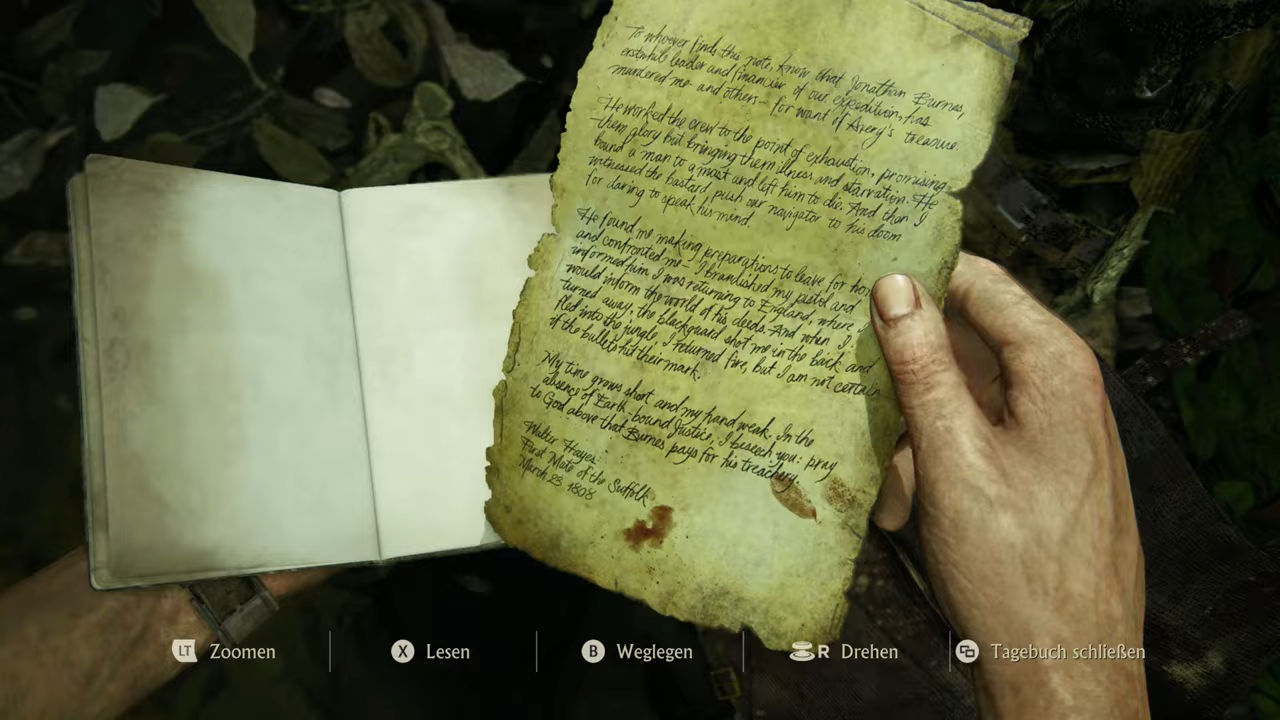 To whoever finds this note, know that Jonathan Burnes,
erstwhile leader and financier of our expedition, has
murdered me - and others - for want of Avery's treasure.
He worked the crew to the point of exhaustion, promising
them glory but bringing them illness and starvation. He
bound a man to a mast and left him to die. And then I
witnessed the bastard push our navigator to his doom
for daring to speak his mind.
He found me making preparations to leave for
and confronted me - I brandished my pistol and
informed him I was returning to England, where I
would inform the world of his deeds. And when I
turned away, the blackguard shot me in the back and
fled into the jungle. I returned fire, but I am not certain
if the bullets hit their mark.
My time grows short and my hand weak. In the
absence of Earth-bound justice, I beseech you: pray
to God above that Burnes pays for his treachery.
Walter Hayes
First Mate of the Suffolk
March 23, 1808
LT Zoomen
X Lesen
B Weglegen
R Drehen
Tagebuch schließen